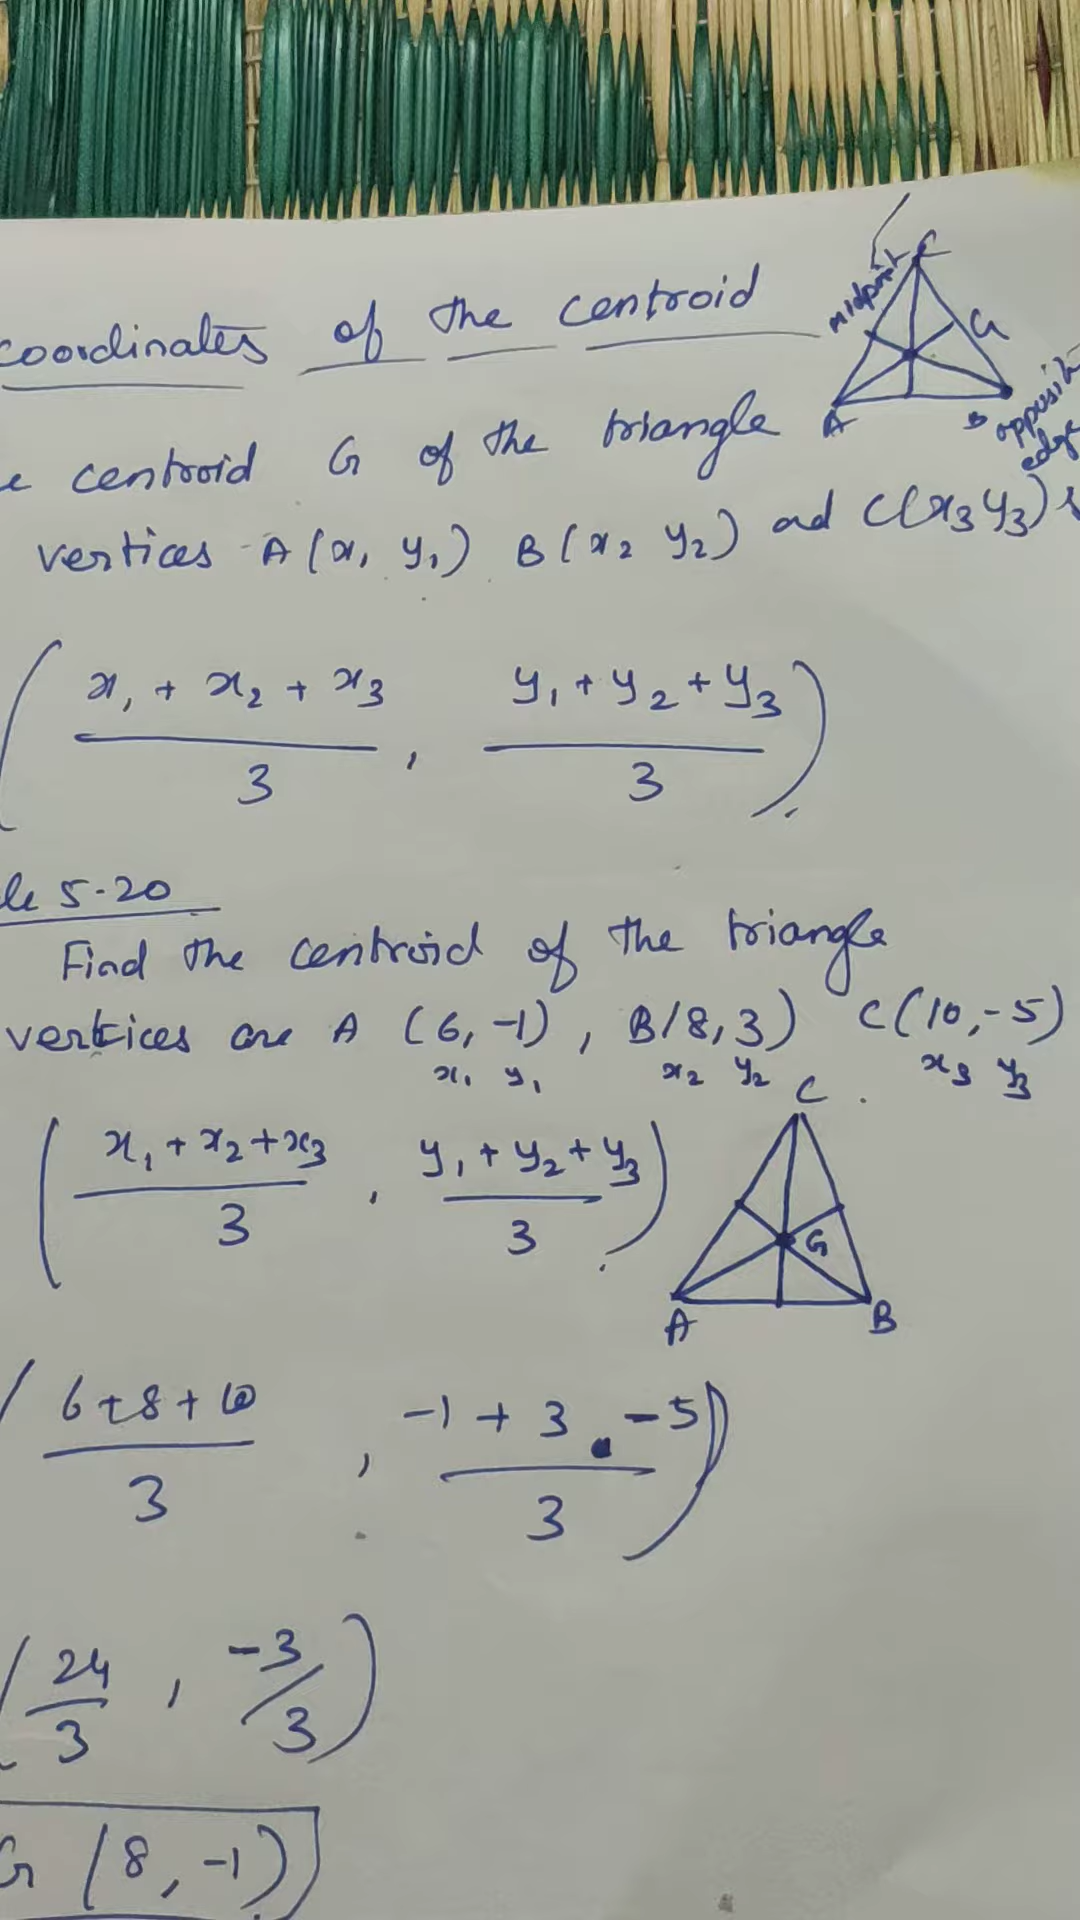 coordinates of the centroid
C
midpoint
G
A
B
opposite
edge
centroid G of the triangle
vertices A(x₁ y₁) B(x₂ y₂) ad C(x₃ y₃)
(x₁ + x₂ + x₃ / 3 , y₁ + y₂ + y₃ / 3)
le 5.20
Find the centroid of the triangle
vertices are A (6, -1) , B(8, 3) C(10, -5)
x₁ y₁ x₂ y₂ x₃ y₃
(x₁ + x₂ + x₃ / 3 , y₁ + y₂ + y₃ / 3)
C
G
A B
(6+8+10 / 3 , -1 + 3 - 5 / 3)
(24/3 , -3/3)
G (8, -1)